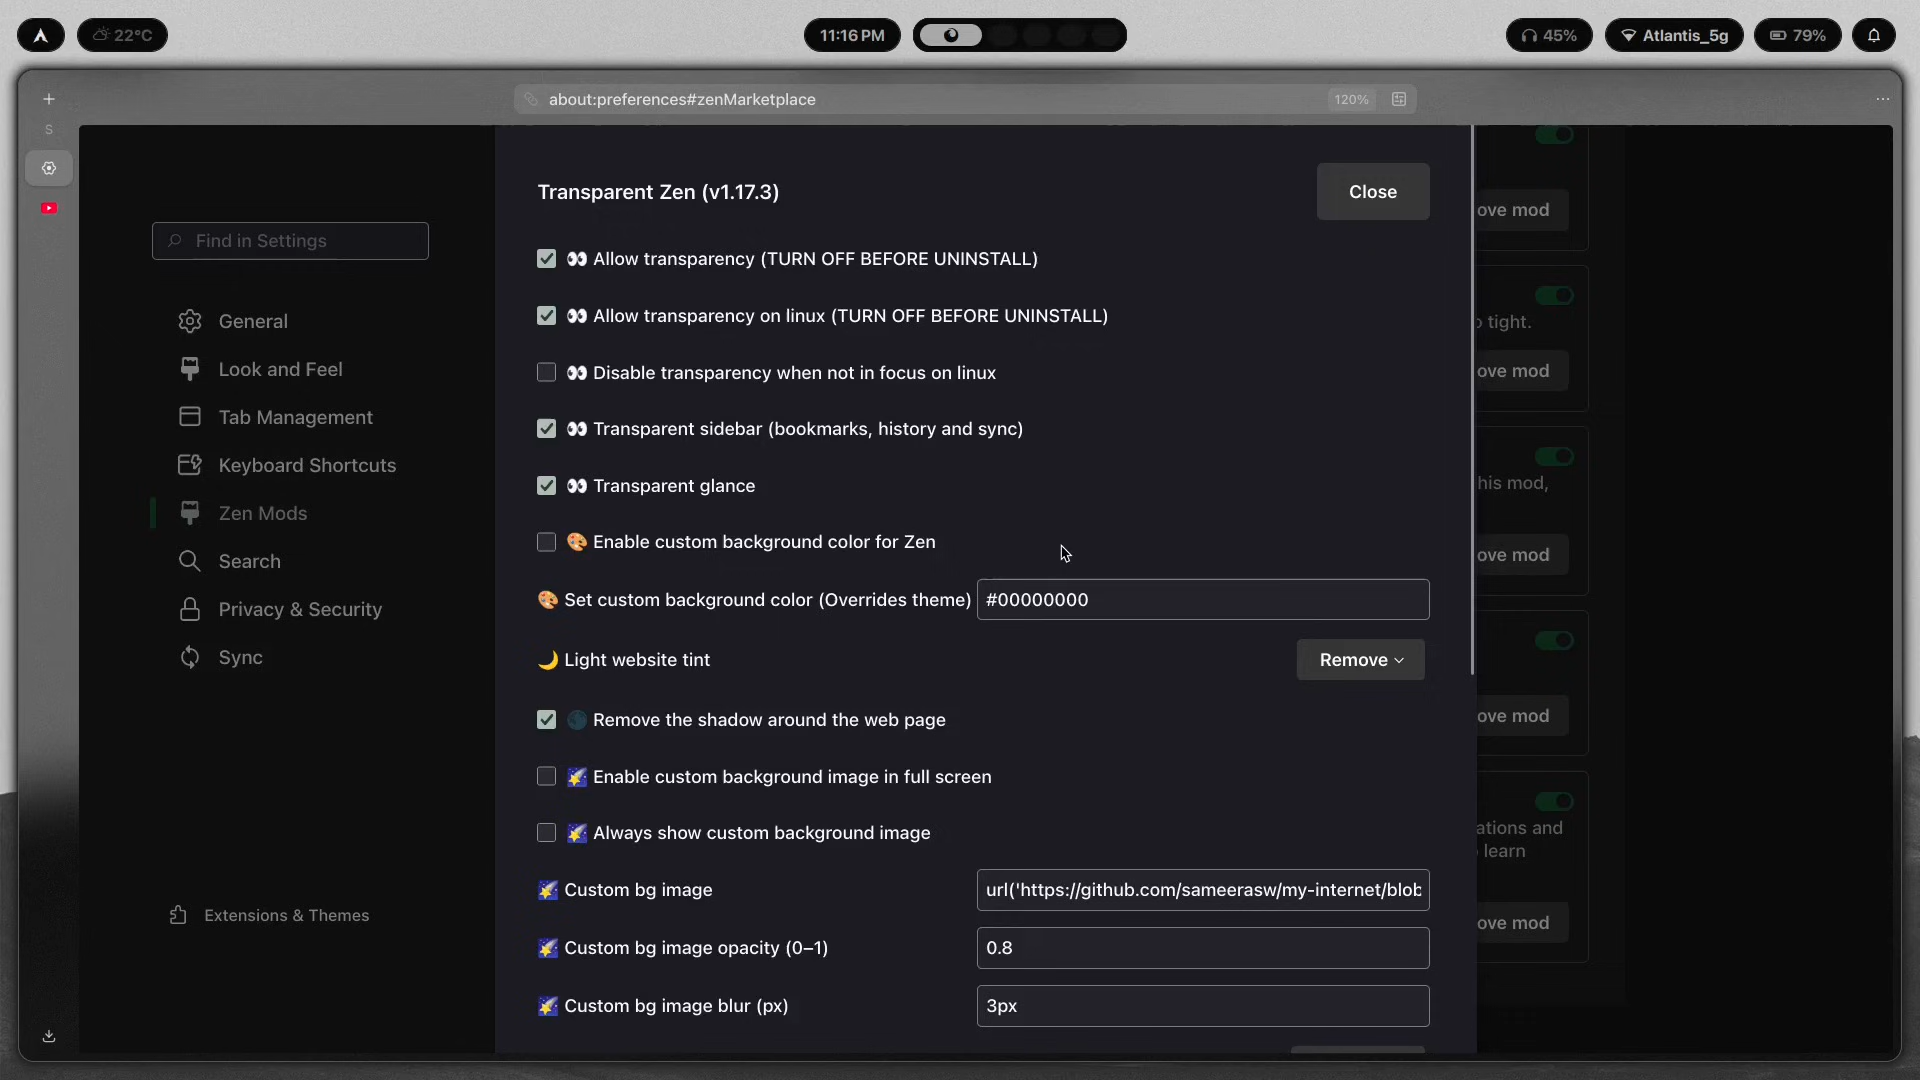 22°C
11:16 PM
45%
Atlantis_5g
79%
about:preferences#zenMarketplace
120%
S
Transparent Zen (v1.17.3)
Close
ove mod
Find in Settings
👀 Allow transparency (TURN OFF BEFORE UNINSTALL)
👀 Allow transparency on linux (TURN OFF BEFORE UNINSTALL)
General
o tight.
Look and Feel
👀 Disable transparency when not in focus on linux
ove mod
Tab Management
👀 Transparent sidebar (bookmarks, history and sync)
Keyboard Shortcuts
👀 Transparent glance
his mod,
Zen Mods
🎨 Enable custom background color for Zen
ove mod
Search
🎨 Set custom background color (Overrides theme)
#00000000
Privacy & Security
Sync
🌙 Light website tint
Remove
🌑 Remove the shadow around the web page
ove mod
🌠 Enable custom background image in full screen
🌠 Always show custom background image
ations and
learn
🌠 Custom bg image
url('https://github.com/sameerasw/my-internet/blob
Extensions & Themes
ove mod
🌠 Custom bg image opacity (0–1)
0.8
🌠 Custom bg image blur (px)
3px